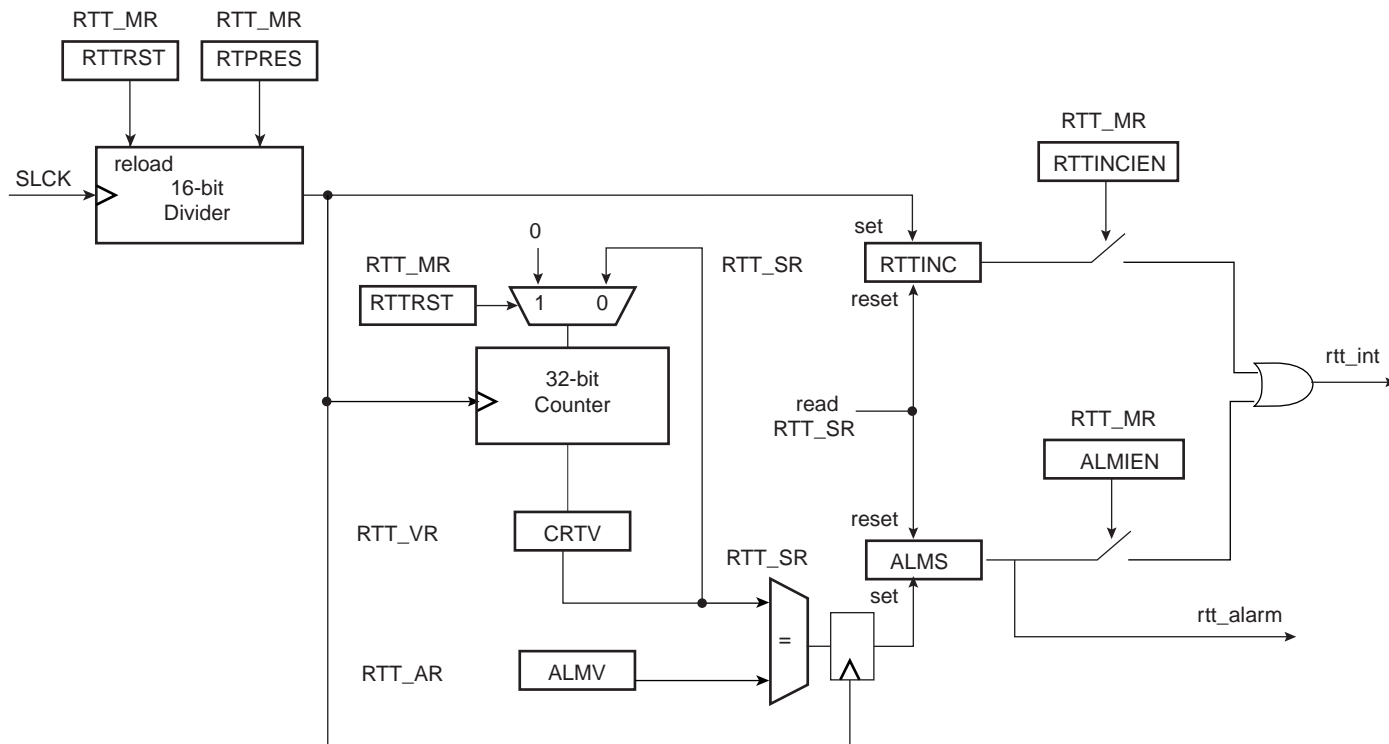 RTT_MR
RTTRST
RTT_MR
RTPRES
reload
16-bit
Divider
SLCK
RTT_MR
RTTINCIEN
0
set
RTTINC
reset
RTT_MR
RTTRST
1 0
RTT_SR
32-bit
Counter
rtt_int
read
RTT_SR
RTT_MR
ALMIEN
RTT_VR
CRTV
reset
ALMS
set
RTT_SR
=
rtt_alarm
RTT_AR
ALMV